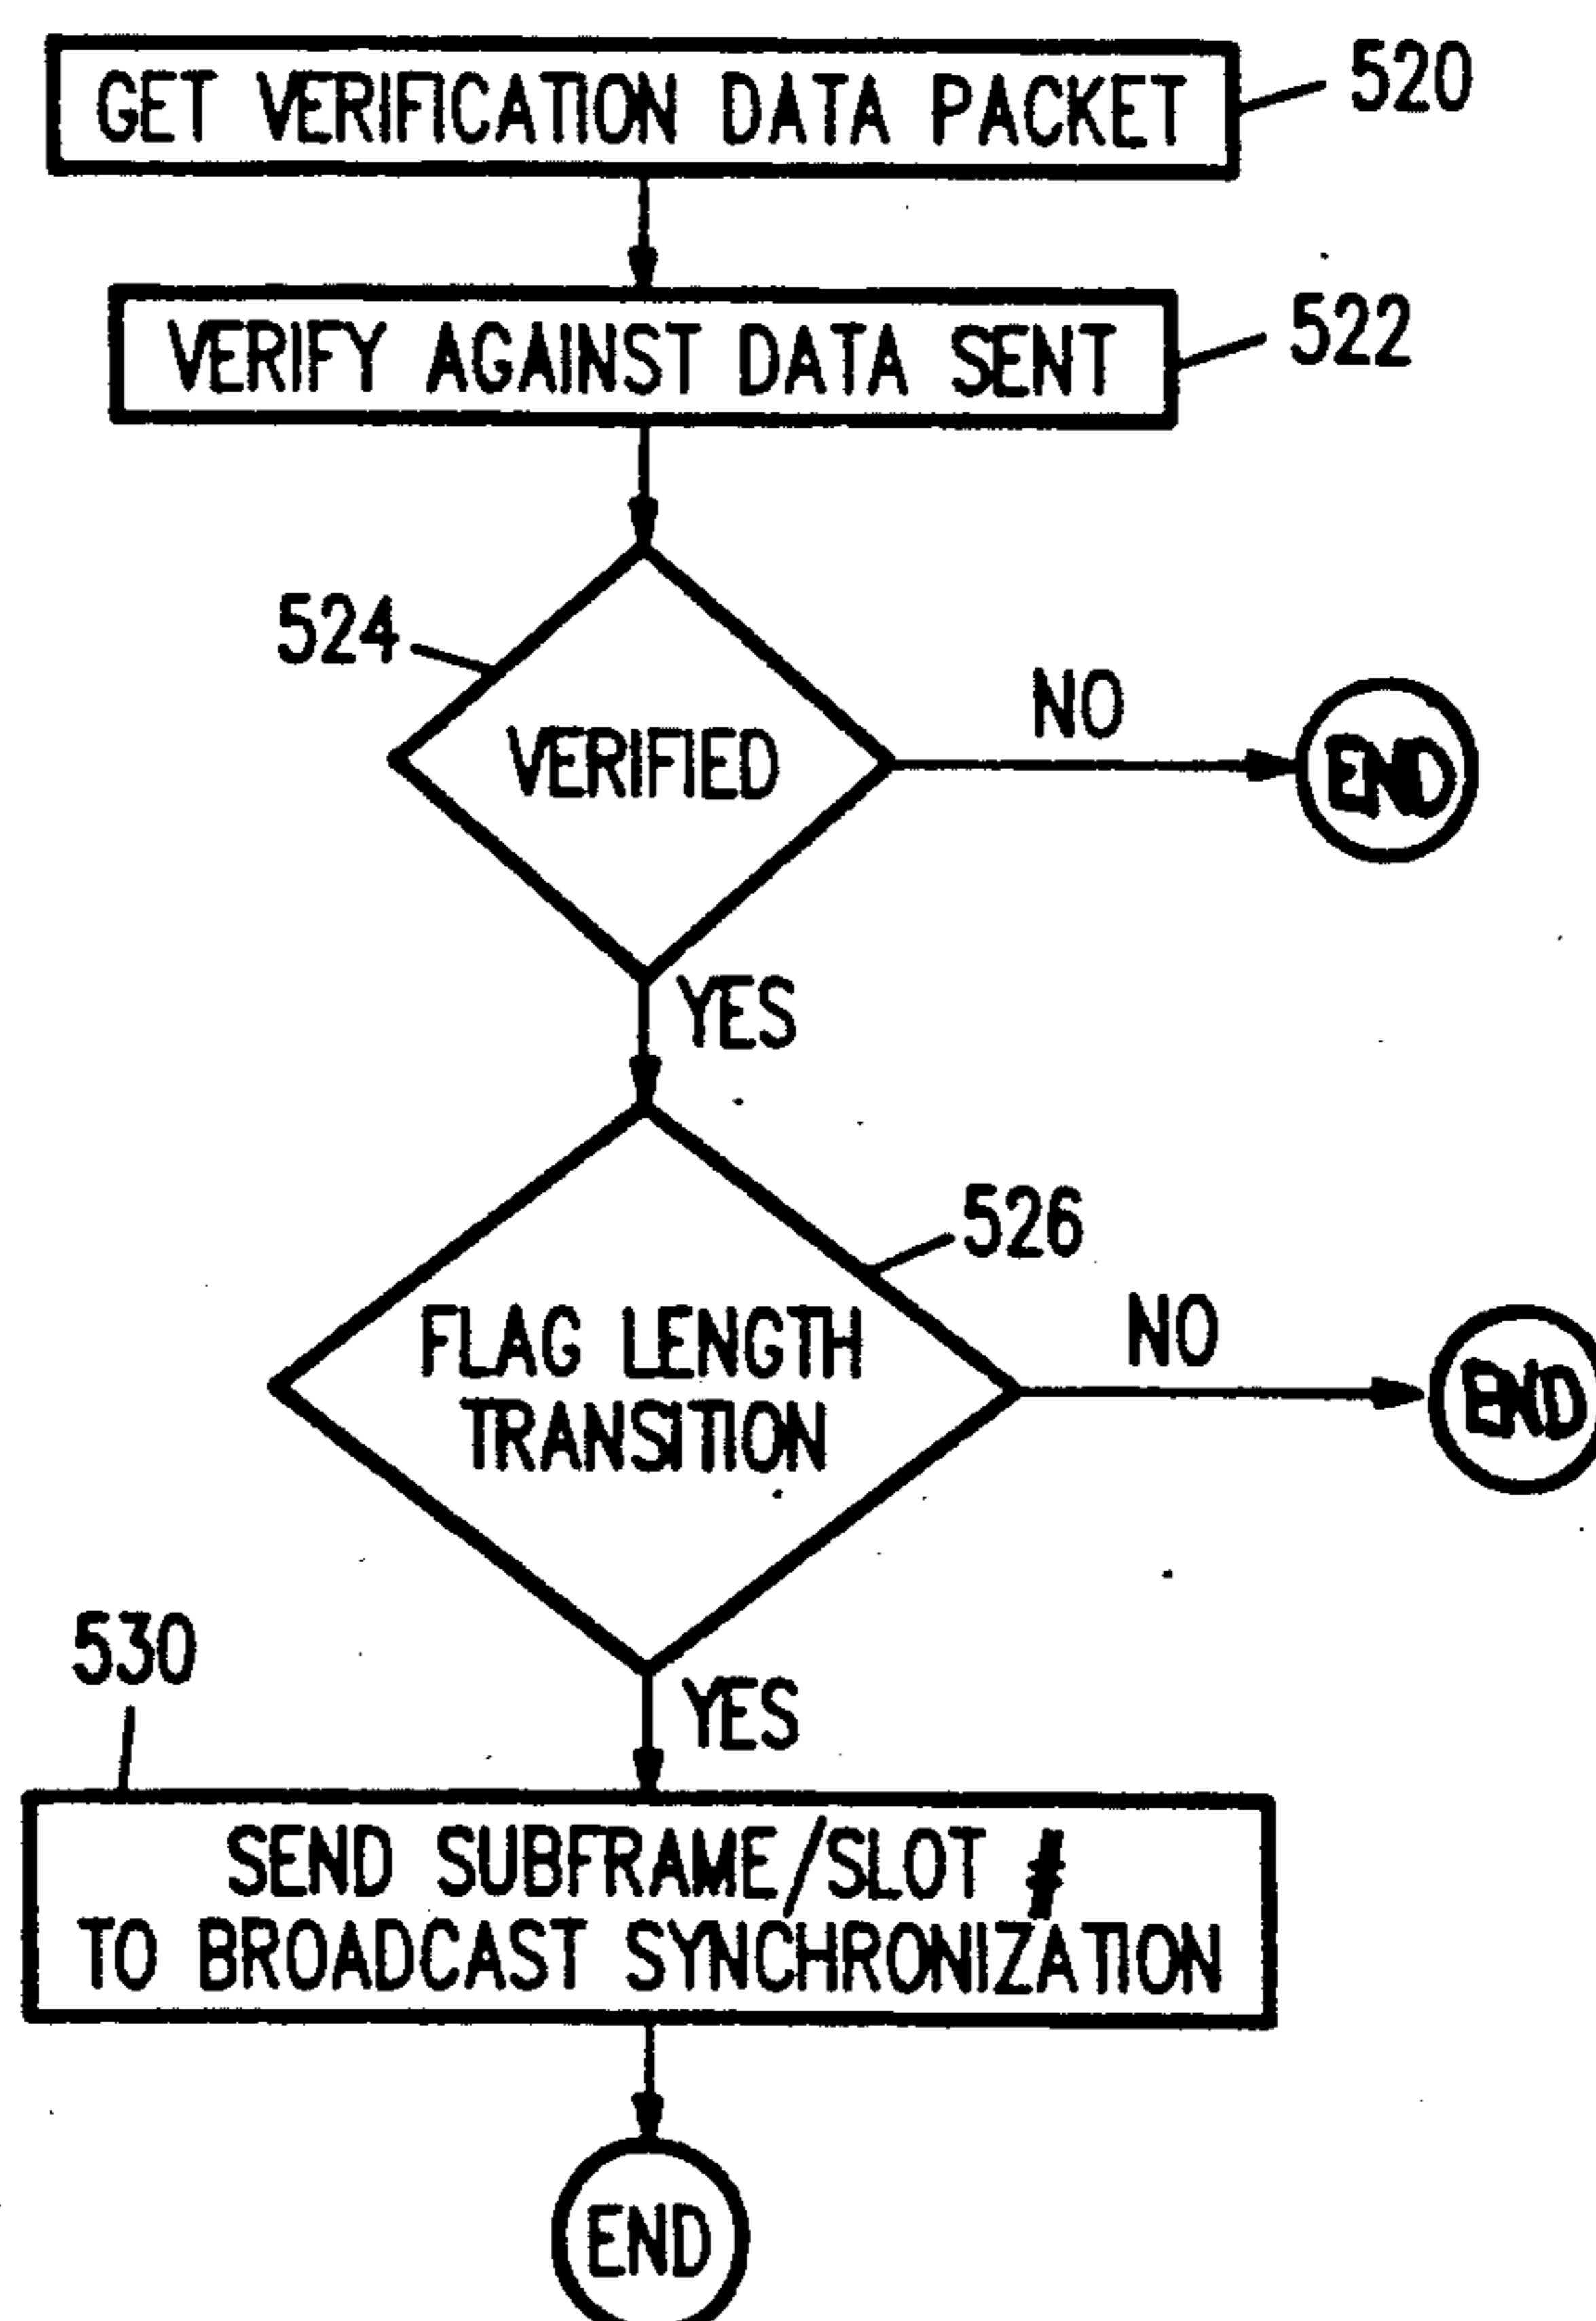 GET VERIFICATION DATA PACKET
520
VERIFY AGAINST DATA SENT
522
524
VERIFIED
NO
END
YES
526
FLAG LENGTH
TRANSITION
NO
END
530
YES
SEND SUBFRAME/SLOT #
TO BROADCAST SYNCHRONIZATION
END